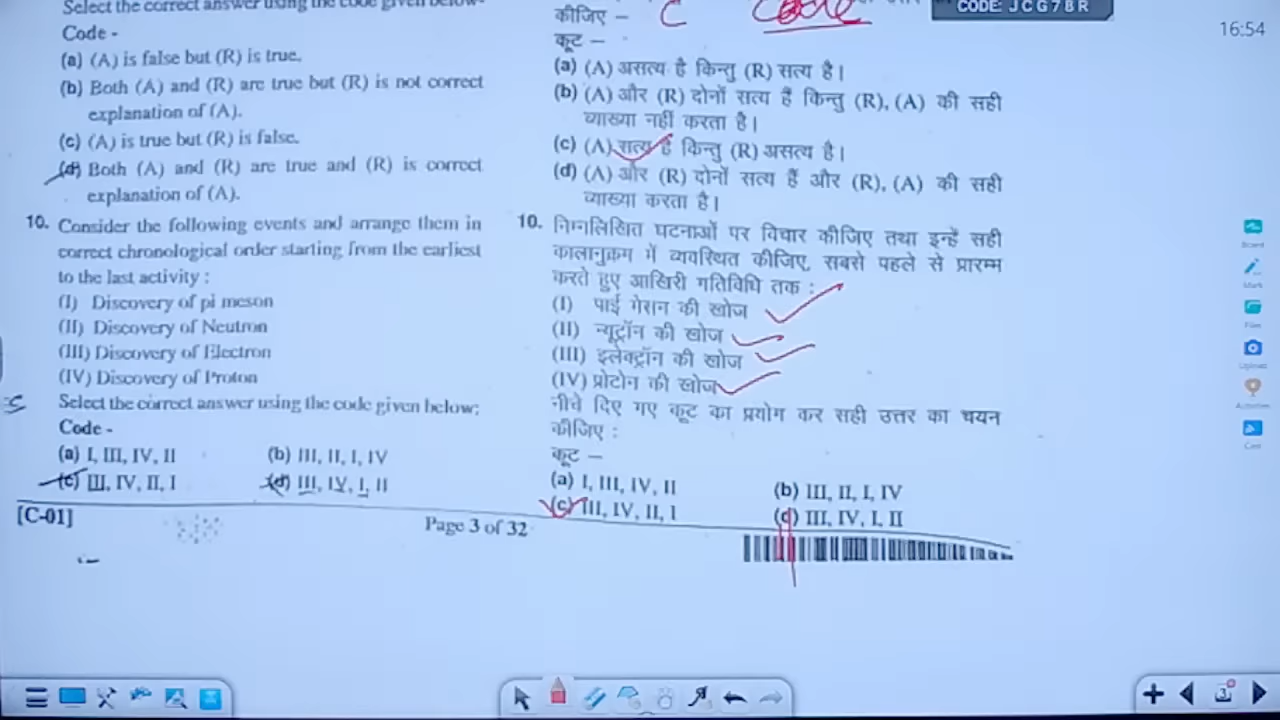 Select the correct answer using the code given below-
Code -
(a) (A) is false but (R) is true.
(b) Both (A) and (R) are true but (R) is not correct
explanation of (A).
(c) (A) is true but (R) is false.
(d) Both (A) and (R) are true and (R) is correct
explanation of (A).
10. Consider the following events and arrange them in
correct chronological order starting from the earliest
to the last activity :
(I) Discovery of pi meson
(II) Discovery of Neutron
(III) Discovery of Electron
(IV) Discovery of Proton
Select the correct answer using the code given below:
Code -
(a) I, III, IV, II
(b) III, II, I, IV
(c) III, IV, II, I
(d) III, IV, I, II
[C-01]
Page 3 of 32
कीजिए – C Code
कूट –
(a) (A) असत्य है किन्तु (R) सत्य है।
(b) (A) और (R) दोनों सत्य हैं किन्तु (R), (A) की सही
व्याख्या नहीं करता है।
(c) (A) सत्य है किन्तु (R) असत्य है।
(d) (A) और (R) दोनों सत्य हैं और (R), (A) की सही
व्याख्या करता है।
10. निम्नलिखित घटनाओं पर विचार कीजिए तथा इन्हें सही
कालानुक्रम में व्यवस्थित कीजिए, सबसे पहले से प्रारम्भ
करते हुए आखिरी गतिविधि तक :
(I) पाई मेसान की खोज
(II) न्यूट्रॉन की खोज
(III) इलेक्ट्रॉन की खोज
(IV) प्रोटोन की खोज
नीचे दिए गए कूट का प्रयोग कर सही उत्तर का चयन
कीजिए :
कूट –
(a) I, III, IV, II
(b) III, II, I, IV
(c) III, IV, II, I
(d) III, IV, I, II
CODE: JCG78R
16:54
Board
Mark
Files
Upload
Activities
Cast
3